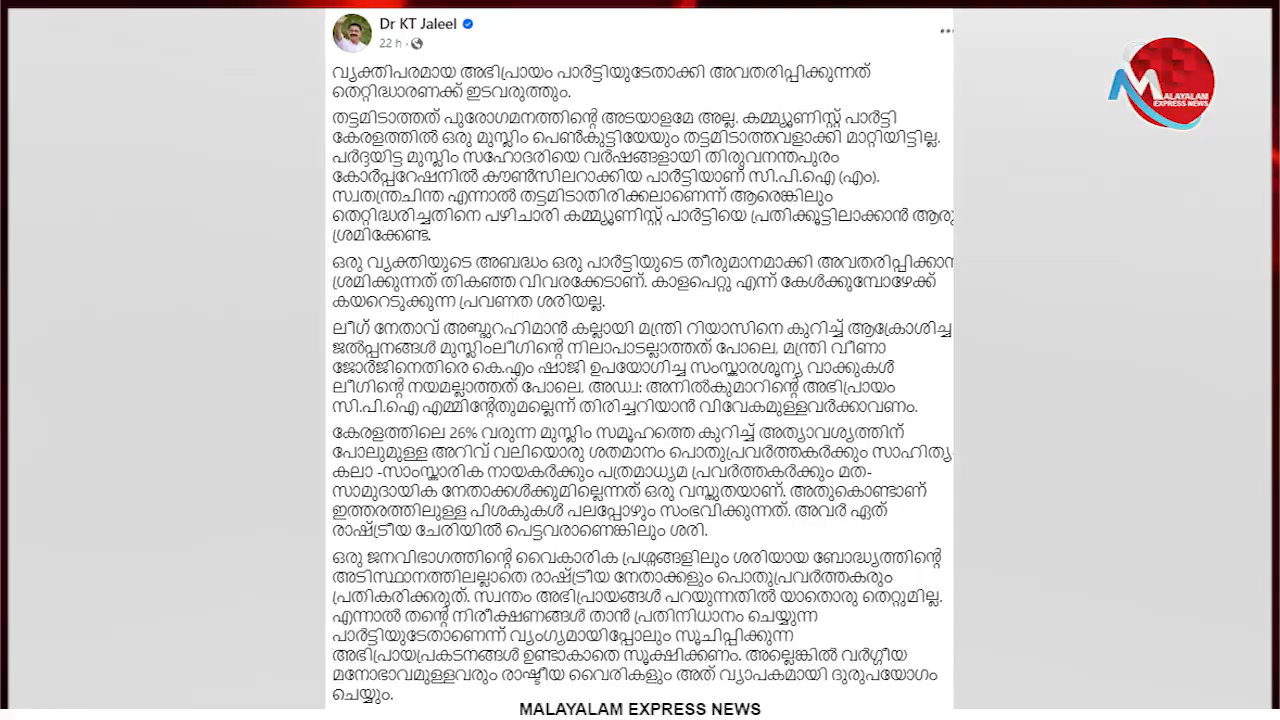 Dr KT Jaleel
22 h ·
വ്യക്തിപരമായ അഭിപ്രായം പാർട്ടിയുടേതാക്കി അവതരിപ്പിക്കുന്നത്
തെറ്റിദ്ധാരണക്ക് ഇടവരുത്തും.
തട്ടമിടാത്തത് പുരോഗമനത്തിന്റെ അടയാളമേ അല്ല. കമ്മ്യൂണിസ്റ്റ് പാർട്ടി
കേരളത്തിൽ ഒരു മുസ്ലിം പെൺകുട്ടിയേയും തട്ടമിടാത്തവളാക്കി മാറ്റിയിട്ടില്ല.
പർദ്ദയിട്ട മുസ്ലിം സഹോദരിയെ വർഷങ്ങളായി തിരുവനന്തപുരം
കോർപ്പറേഷനിൽ കൗൺസിലറാക്കിയ പാർട്ടിയാണ് സി.പി.ഐ (എം).
സ്വതന്ത്രചിന്ത എന്നാൽ തട്ടമിടാതിരിക്കലാണെന്ന് ആരെങ്കിലും
തെറ്റിദ്ധരിച്ചതിനെ പഴിചാരി കമ്മ്യൂണിസ്റ്റ് പാർട്ടിയെ പ്രതിക്കൂട്ടിലാക്കാൻ ആരു
ശ്രമിക്കേണ്ട.
ഒരു വ്യക്തിയുടെ അബദ്ധം ഒരു പാർട്ടിയുടെ തീരുമാനമാക്കി അവതരിപ്പിക്കാൻ
ശ്രമിക്കുന്നത് തികഞ്ഞ വിവരക്കേടാണ്. കാളപെറ്റു എന്ന് കേൾക്കുമ്പോഴേക്ക്
കയറെടുക്കുന്ന പ്രവണത ശരിയല്ല.
ലീഗ് നേതാവ് അബ്ദുറഹിമാൻ കല്ലായി മന്ത്രി റിയാസിനെ കുറിച്ച് ആക്രോശിച്ച
ജൽപ്പനങ്ങൾ മുസ്ലിംലീഗിന്റെ നിലാപാടല്ലാത്തത് പോലെ, മന്ത്രി വീണാ
ജോർജിനെതിരെ കെ.എം ഷാജി ഉപയോഗിച്ച സംസ്കാരശൂന്യ വാക്കുകൾ
ലീഗിന്റെ നയമല്ലാത്തത് പോലെ, അഡ്വ: അനിൽകുമാറിന്റെ അഭിപ്രായം
സി.പി.ഐ എമ്മിന്റേതുമല്ലെന്ന് തിരിച്ചറിയാൻ വിവേകമുള്ളവർക്കാവണം.
കേരളത്തിലെ 26% വരുന്ന മുസ്ലിം സമൂഹത്തെ കുറിച്ച് അത്യാവശ്യത്തിന്
പോലുമുള്ള അറിവ് വലിയൊരു ശതമാനം പൊതുപ്രവർത്തകർക്കും സാഹിത്യ-
കലാ -സാംസ്കാരിക നായകർക്കും പത്രമാധ്യമ പ്രവർത്തകർക്കും മത-
സാമുദായിക നേതാക്കൾക്കുമില്ലെന്നത് ഒരു വസ്തുതയാണ്. അതുകൊണ്ടാണ്
ഇത്തരത്തിലുള്ള പിശകുകൾ പലപ്പോഴും സംഭവിക്കുന്നത്. അവർ ഏത്
രാഷ്ട്രീയ ചേരിയിൽ പെട്ടവരാണെങ്കിലും ശരി.
ഒരു ജനവിഭാഗത്തിന്റെ വൈകാരിക പ്രശ്നങ്ങളിലും ശരിയായ ബോദ്ധ്യത്തിന്റെ
അടിസ്ഥാനത്തിലല്ലാതെ രാഷ്ട്രീയ നേതാക്കളും പൊതുപ്രവർത്തകരും
പ്രതികരിക്കരുത്. സ്വന്തം അഭിപ്രായങ്ങൾ പറയുന്നതിൽ യാതൊരു തെറ്റുമില്ല.
എന്നാൽ തന്റെ നിരീക്ഷണങ്ങൾ താൻ പ്രതിനിധാനം ചെയ്യുന്ന
പാർട്ടിയുടേതാണെന്ന് വ്യംഗ്യമായിപ്പോലും സൂചിപ്പിക്കുന്ന
അഭിപ്രായപ്രകടനങ്ങൾ ഉണ്ടാകാതെ സൂക്ഷിക്കണം. അല്ലെങ്കിൽ വർഗ്ഗീയ
മനോഭാവമുള്ളവരും രാഷ്ട്രീയ വൈരികളും അത് വ്യാപകമായി ദുരുപയോഗം
ചെയ്യും.
MALAYALAM
EXPRESS NEWS
MALAYALAM EXPRESS NEWS